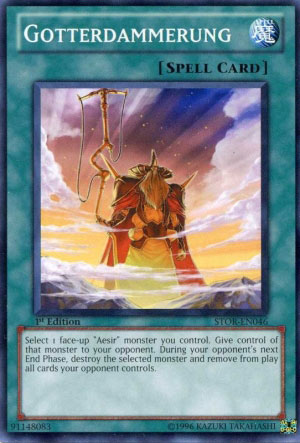 GOTTERDAMMERUNG
[SPELL CARD]
1st Edition
STOR-EN046
Select 1 face-up "Aesir" monster you control. Give control
of that monster to your opponent. During your opponent's next
End Phase, destroy the selected monster and remove from play
all cards your opponent controls.
91148083
©1996 KAZUKI TAKAHASHI